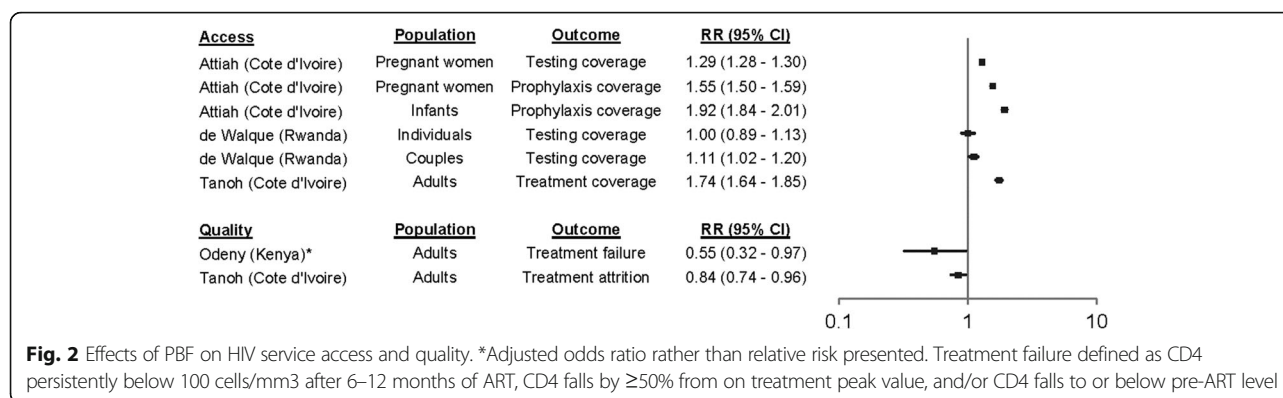 Access Population Outcome RR (95% CI)
Attiah (Cote d'Ivoire) Pregnant women Testing coverage 1.29 (1.28 - 1.30)
Attiah (Cote d'Ivoire) Pregnant women Prophylaxis coverage 1.55 (1.50 - 1.59)
Attiah (Cote d'Ivoire) Infants Prophylaxis coverage 1.92 (1.84 - 2.01)
de Walque (Rwanda) Individuals Testing coverage 1.00 (0.89 - 1.13)
de Walque (Rwanda) Couples Testing coverage 1.11 (1.02 - 1.20)
Tanoh (Cote d'Ivoire) Adults Treatment coverage 1.74 (1.64 - 1.85)
Quality Population Outcome RR (95% CI)
Odeny (Kenya)* Adults Treatment failure 0.55 (0.32 - 0.97)
Tanoh (Cote d'Ivoire) Adults Treatment attrition 0.84 (0.74 - 0.96)
0.1 1 10
Fig. 2 Effects of PBF on HIV service access and quality. *Adjusted odds ratio rather than relative risk presented. Treatment failure defined as CD4
persistently below 100 cells/mm3 after 6–12 months of ART, CD4 falls by ≥50% from on treatment peak value, and/or CD4 falls to or below pre-ART level